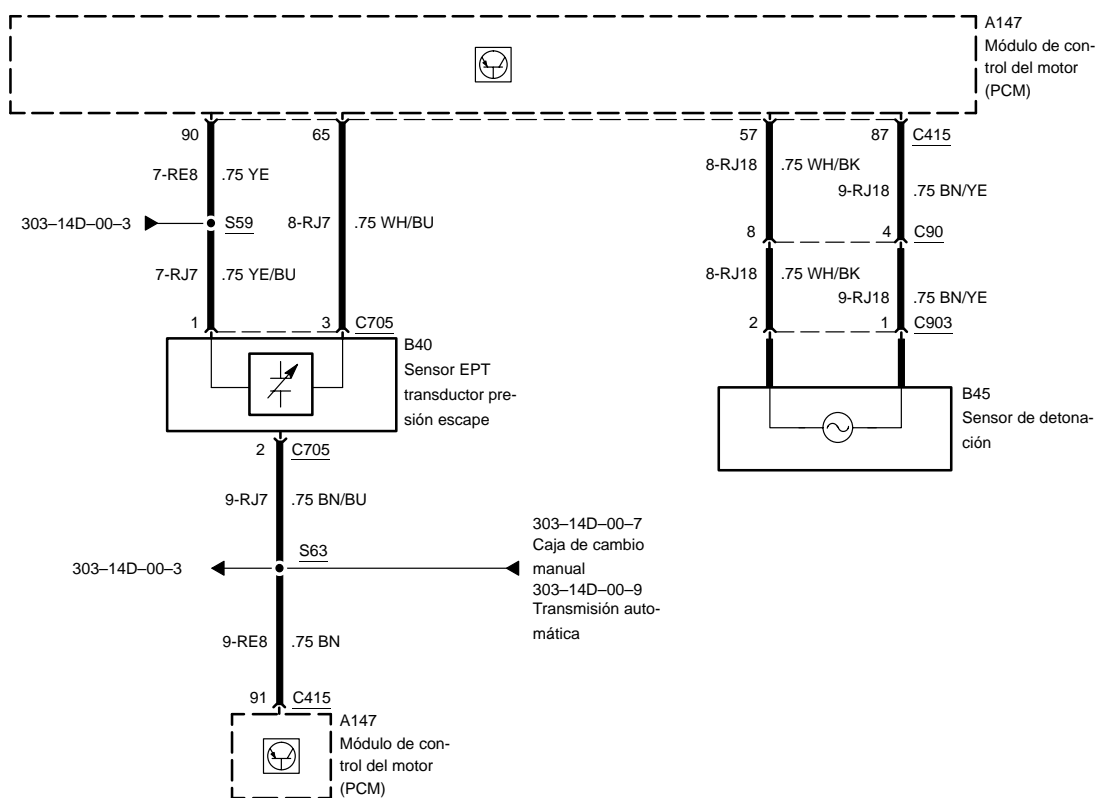 A147
Módulo de con-
trol del motor
(PCM)
90
65
57
87
C415
7-RE8
.75 YE
8-RJ18
.75 WH/BK
9-RJ18
.75 BN/YE
303–14D–00–3
S59
8-RJ7
.75 WH/BU
8
4
C90
7-RJ7
.75 YE/BU
8-RJ18
.75 WH/BK
9-RJ18
.75 BN/YE
1
3
C705
2
1
C903
B40
Sensor EPT
transductor pre-
sión escape
B45
Sensor de detona-
ción
2
C705
9-RJ7
.75 BN/BU
303–14D–00–7
Caja de cambio
manual
303–14D–00–9
Transmisión auto-
mática
S63
303–14D–00–3
9-RE8
.75 BN
91
C415
A147
Módulo de con-
trol del motor
(PCM)